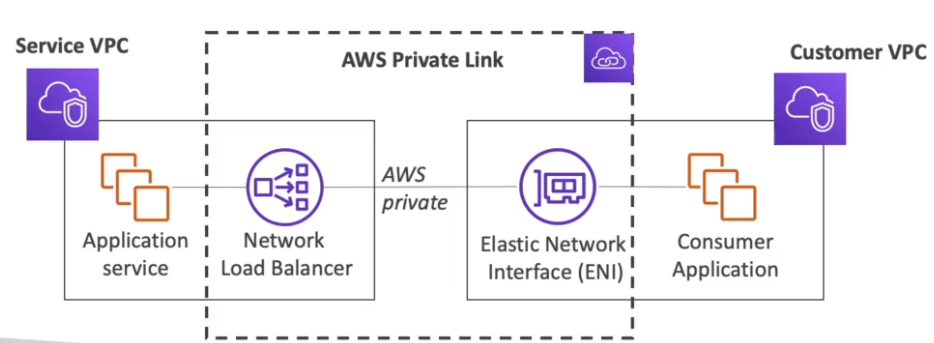 Service VPC
AWS Private Link
Customer VPC
AWS
private
Application
service
Network
Load Balancer
Elastic Network
Interface (ENI)
Consumer
Application